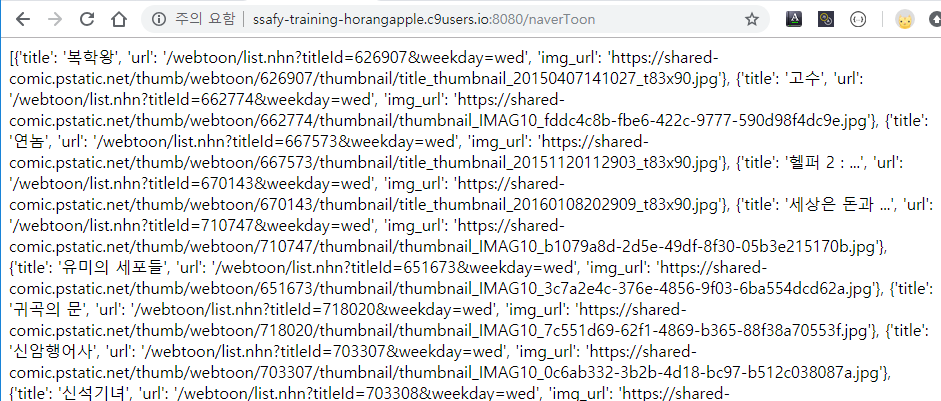 주의 요함 | ssafy-training-horangapple.c9users.io:8080/naverToon
[{'title': '복학왕', 'url': '/webtoon/list.nhn?titleId=626907&weekday=wed', 'img_url': 'https://shared-
comic.pstatic.net/thumb/webtoon/626907/thumbnail/title_thumbnail_20150407141027_t83x90.jpg'}, {'title': '고수', 'url':
'/webtoon/list.nhn?titleId=662774&weekday=wed', 'img_url': 'https://shared-
comic.pstatic.net/thumb/webtoon/662774/thumbnail/thumbnail_IMAG10_fddc4c8b-fbe6-422c-9777-590d98f4dc9e.jpg'}, {'title':
'연놈', 'url': '/webtoon/list.nhn?titleId=667573&weekday=wed', 'img_url': 'https://shared-
comic.pstatic.net/thumb/webtoon/667573/thumbnail/title_thumbnail_20151120112903_t83x90.jpg'}, {'title': '헬퍼 2 : ...', 'url':
'/webtoon/list.nhn?titleId=670143&weekday=wed', 'img_url': 'https://shared-
comic.pstatic.net/thumb/webtoon/670143/thumbnail/title_thumbnail_20160108202909_t83x90.jpg'}, {'title': '세상은 돈과 ...', 'url':
'/webtoon/list.nhn?titleId=710747&weekday=wed', 'img_url': 'https://shared-
comic.pstatic.net/thumb/webtoon/710747/thumbnail/thumbnail_IMAG10_b1079a8d-2d5e-49df-8f30-05b3e215170b.jpg'},
{'title': '유미의 세포들', 'url': '/webtoon/list.nhn?titleId=651673&weekday=wed', 'img_url': 'https://shared-
comic.pstatic.net/thumb/webtoon/651673/thumbnail/thumbnail_IMAG10_3c7a2e4c-376e-4856-9f03-6ba554dcd62a.jpg'}, {'title':
'귀곡의 문', 'url': '/webtoon/list.nhn?titleId=718020&weekday=wed', 'img_url': 'https://shared-
comic.pstatic.net/thumb/webtoon/718020/thumbnail/thumbnail_IMAG10_7c551d69-62f1-4869-b365-88f38a70553f.jpg'}, {'title':
'신암행어사', 'url': '/webtoon/list.nhn?titleId=703307&weekday=wed', 'img_url': 'https://shared-
comic.pstatic.net/thumb/webtoon/703307/thumbnail/thumbnail_IMAG10_0c6ab332-3b2b-4d18-bc97-b512c038087a.jpg'},
{'title': '신석기녀', 'url': '/webtoon/list.nhn?titleId=703308&weekday=wed', 'img_url': 'https://shared-